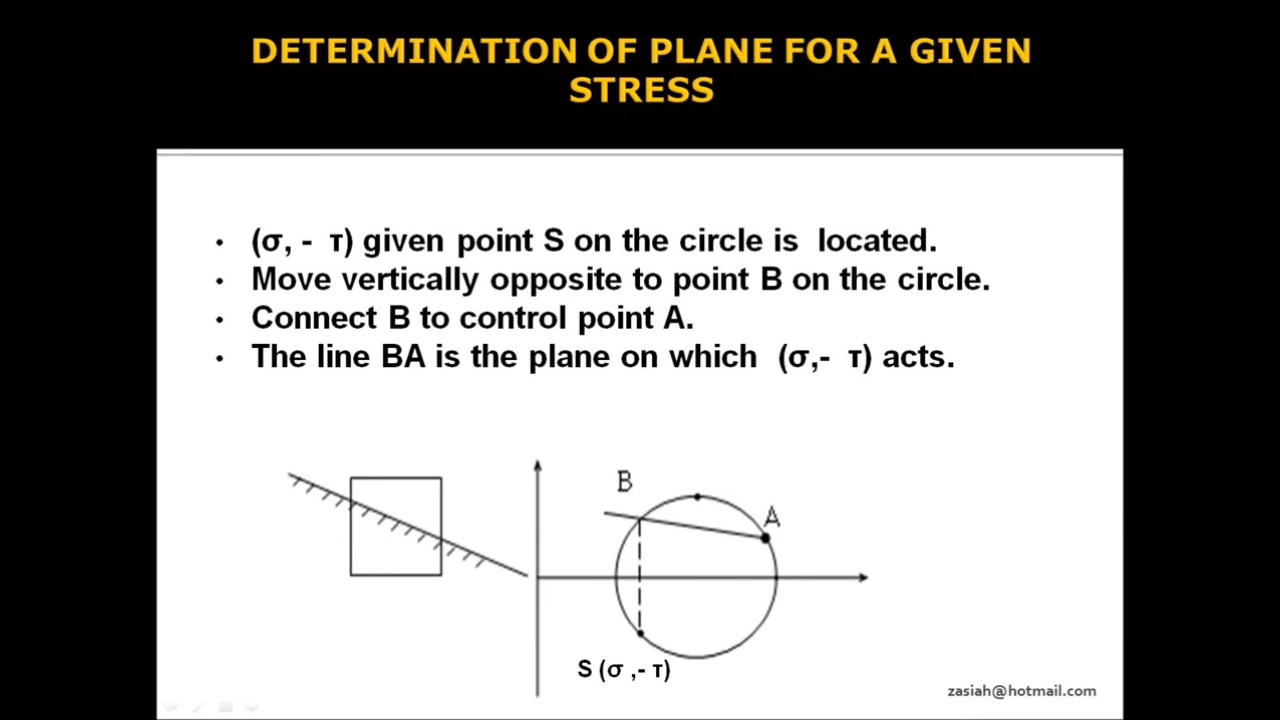 DETERMINATION OF PLANE FOR A GIVEN
STRESS
• (σ, - τ) given point S on the circle is located.
• Move vertically opposite to point B on the circle.
• Connect B to control point A.
• The line BA is the plane on which (σ,- τ) acts.
B
A
S (σ ,- τ)
zasiah@hotmail.com